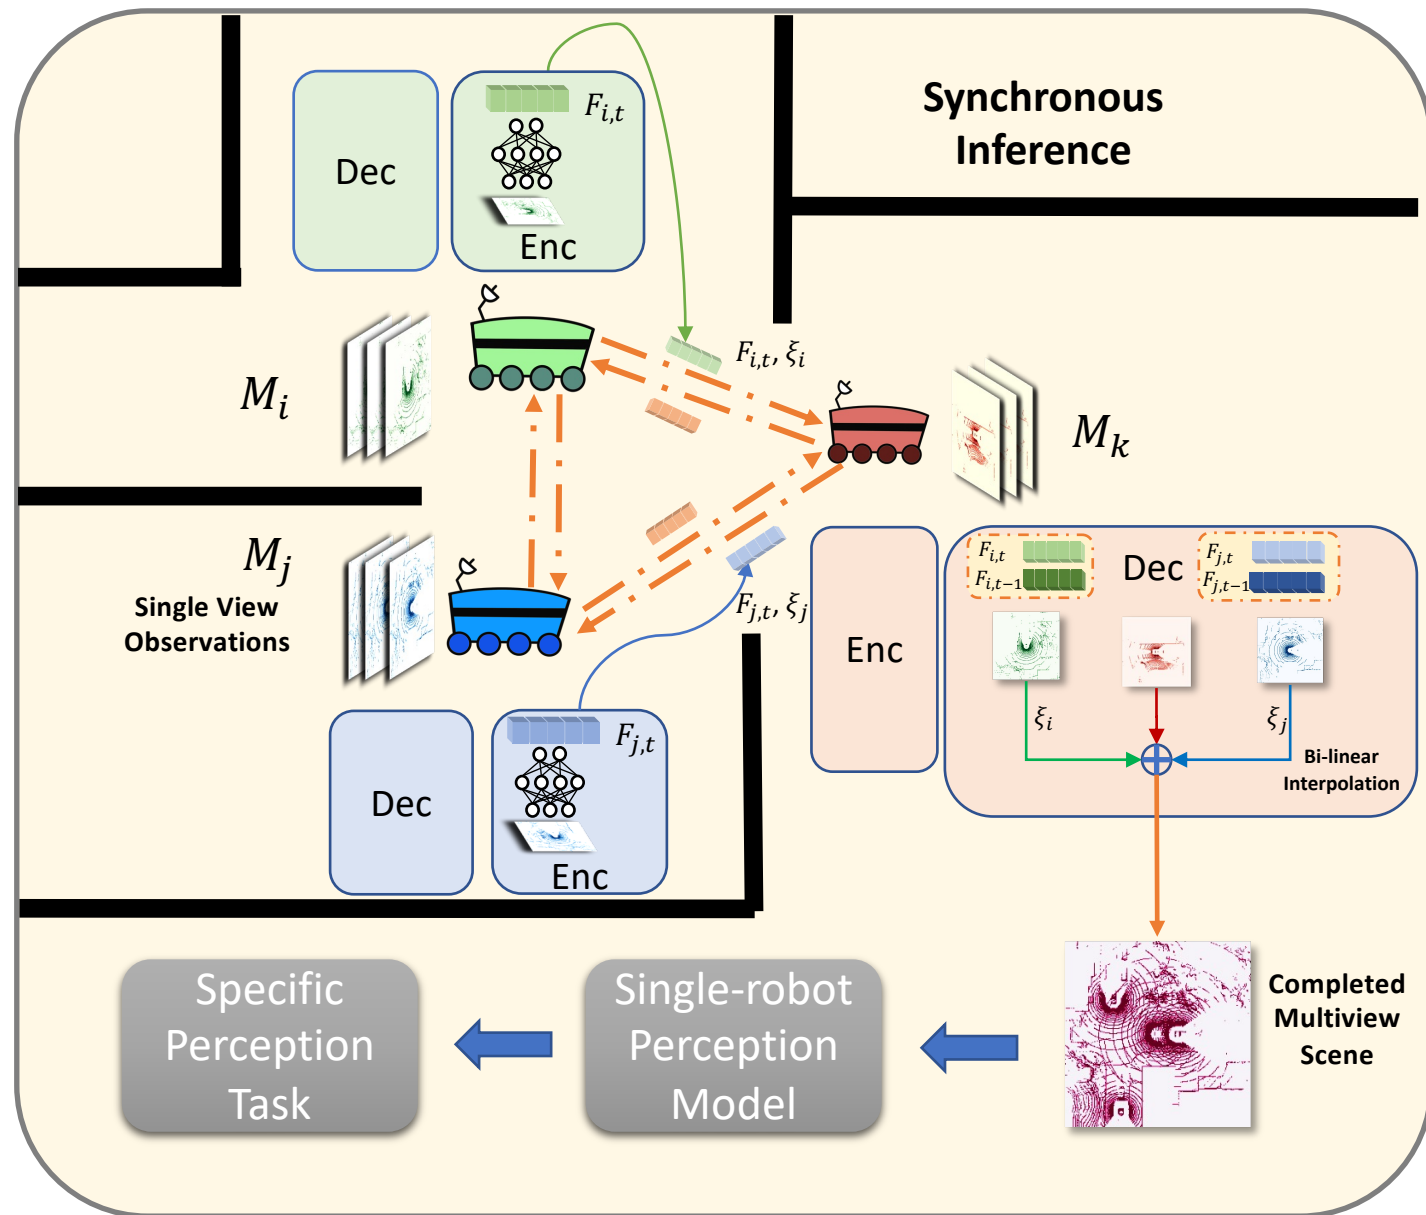 Synchronous
Inference
Dec
F_{i,t}
Enc
M_i
F_{i,t}, ξ_i
M_k
M_j
Single View
Observations
F_{j,t}, ξ_j
Enc
F_{i,t}
F_{i,t−1}
Dec
F_{j,t}
F_{j,t−1}
ξ_i
ξ_j
Bi-linear
Interpolation
Dec
F_{j,t}
Enc
Completed
Multiview
Scene
Single-robot
Perception
Model
Specific
Perception
Task